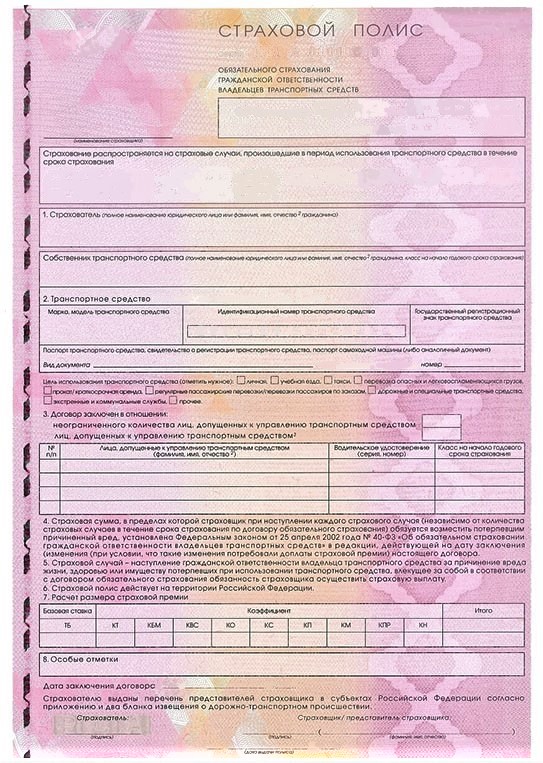 СТРАХОВОЙ ПОЛИС
ОБЯЗАТЕЛЬНОГО СТРАХОВАНИЯ
ГРАЖДАНСКОЙ ОТВЕТСТВЕННОСТИ
ВЛАДЕЛЬЦЕВ ТРАНСПОРТНЫХ СРЕДСТВ
(наименование страховщика)
Страхование распространяется на страховые случаи, произошедшие в период использования транспортного средства в течение
срока страхования
1. Страхователь (полное наименование юридического лица или фамилия, имя, отчество² гражданина)
Собственник транспортного средства (полное наименование юридического лица или фамилия, имя, отчество² гражданина, класс на начало годового срока страхования)
2. Транспортное средство
Марка, модель транспортного средства
Идентификационный номер транспортного средства
Государственный регистрационный
знак транспортного средства
Паспорт транспортного средства, свидетельство о регистрации транспортного средства, паспорт самоходной машины (либо аналогичный документ)
Вид документа номер
Цель использования транспортного средства (отметить нужное): личная, учебная езда, такси, перевозка опасных и легковоспламеняющихся грузов,
прокат/краткосрочная аренда, регулярные пассажирские перевозки/перевозки пассажиров по заказам, дорожные и специальные транспортные средства,
экстренные и коммунальные службы, прочее.
3. Договор заключен в отношении:
неограниченного количества лиц, допущенных к управлению транспортным средством
лиц, допущенных к управлению транспортным средством²
№
п/п
Лица, допущенные к управлению транспортным средством
(фамилия, имя, отчество²)
Водительское удостоверение
(серия, номер)
Класс на начало годового
срока страхования
4. Страховая сумма, в пределах которой страховщик при наступлении каждого страхового случая (независимо от количества
страховых случаев в течение срока страхования по договору обязательного страхования) обязуется возместить потерпевшим
причиненный вред, установлена Федеральным законом от 25 апреля 2002 года № 40-ФЗ «Об обязательном страховании
гражданской ответственности владельцев транспортных средств» в редакции, действующей на дату заключения
(изменения (при условии, что такие изменения потребовали доплаты страховой премии) настоящего договора.
5. Страховой случай – наступление гражданской ответственности владельца транспортного средства за причинение вреда
жизни, здоровью или имуществу потерпевших при использовании транспортного средства, влекущее за собой в соответствии
с договором обязательного страхования обязанность страховщика осуществить страховую выплату.
6. Страховой полис действует на территории Российской Федерации.
7. Расчет размера страховой премии
Базовая ставка Коэффициент Итого
ТБ КТ КБМ КВС КО КС КП КМ КПР КН
8. Особые отметки
Дата заключения договора
Страхователю выданы перечень представителей страховщика в субъектах Российской Федерации согласно
приложению и два бланка извещения о дорожно-транспортном происшествии.
Страхователь: Страховщик/ представитель страховщика:
(подпись) (подпись) (фамилия, имя, отчество)
(дата выдачи полиса)